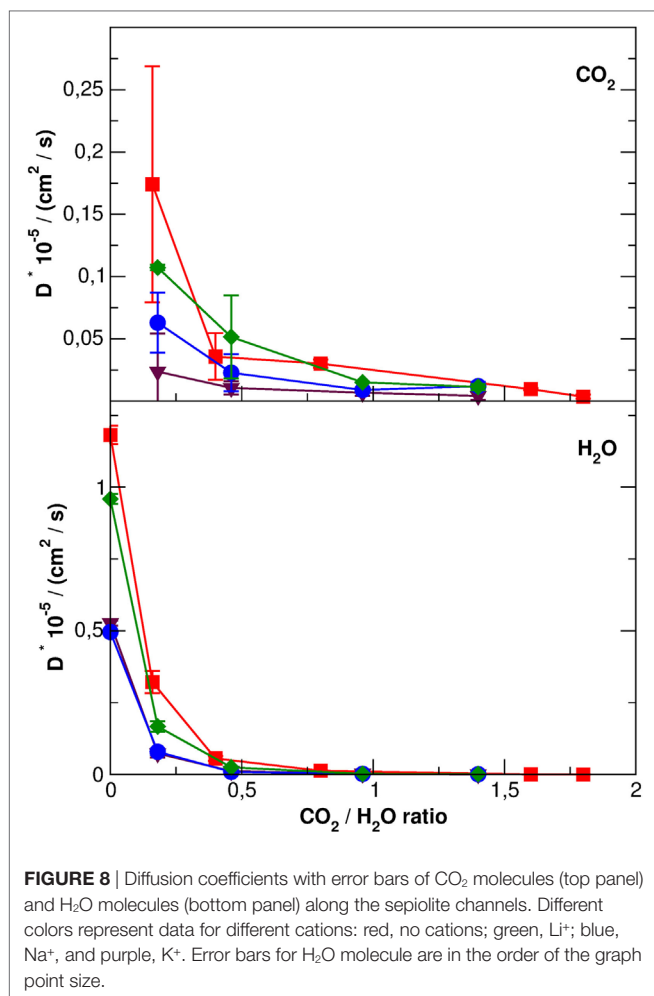 CO₂
0,25
0,2
0,15
0,1
0,05
D * 10⁻⁵ / (cm² / s)
H₂O
1
0,5
0
D * 10⁻⁵ / (cm² / s)
0 0,5 1 1,5 2
CO₂ / H₂O ratio
FIGURE 8 | Diffusion coefficients with error bars of CO₂ molecules (top panel)
and H₂O molecules (bottom panel) along the sepiolite channels. Different
colors represent data for different cations: red, no cations; green, Li⁺; blue,
Na⁺, and purple, K⁺. Error bars for H₂O molecule are in the order of the graph
point size.